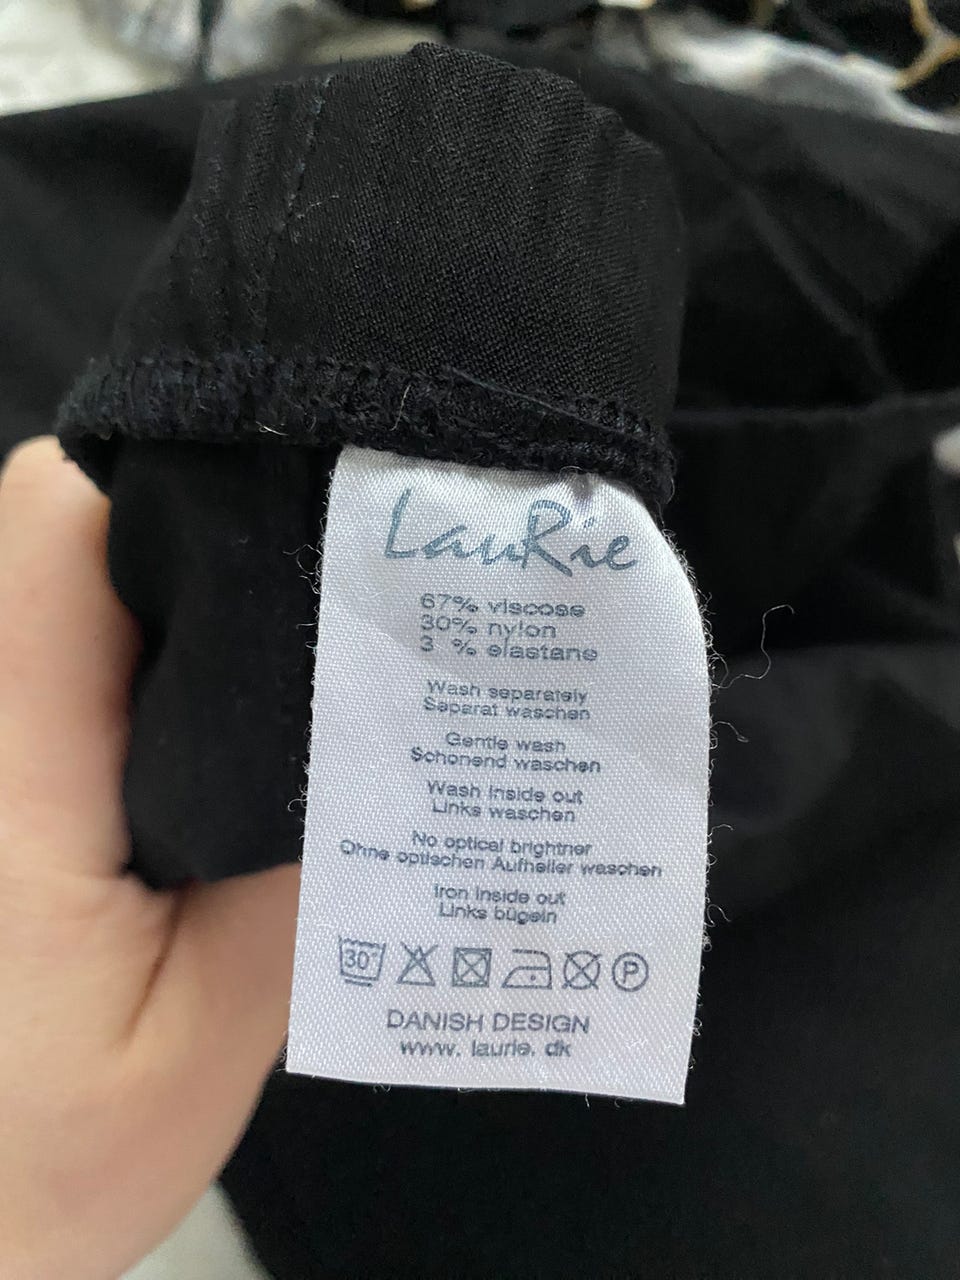 LauRie
67% viscose
30% nylon
3 % elastane
Wash separately
Separat waschen
Gentle wash
Schonend waschen
Wash inside out
Links waschen
No optical brightner
Ohne optischen Aufheller waschen
Iron inside out
Links bügeln
30° P
DANISH DESIGN
www. laurie. dk